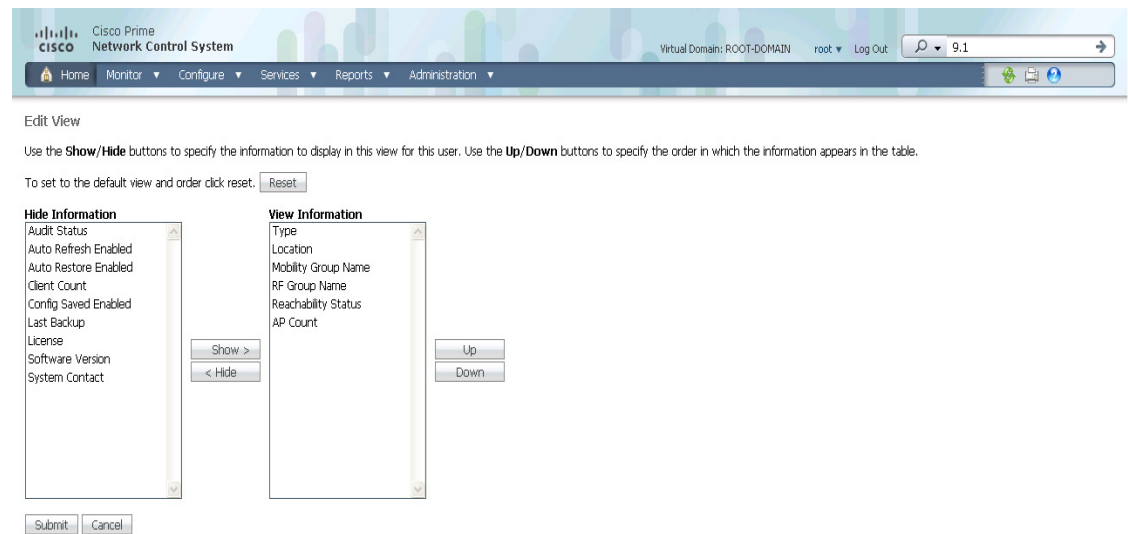 Cisco Prime
CISCO Network Control System
Virtual Domain: ROOT-DOMAIN root ▼ Log Out 9.1
Home Monitor ▼ Configure ▼ Services ▼ Reports ▼ Administration ▼
Edit View
Use the Show/Hide buttons to specify the information to display in this view for this user. Use the Up/Down buttons to specify the order in which the information appears in the table.
To set to the default view and order click reset. Reset
Hide Information
Audit Status
Auto Refresh Enabled
Auto Restore Enabled
Client Count
Config Saved Enabled
Last Backup
License
Software Version
System Contact
Show >
< Hide
View Information
Type
Location
Mobility Group Name
RF Group Name
Reachability Status
AP Count
Up
Down
Submit Cancel